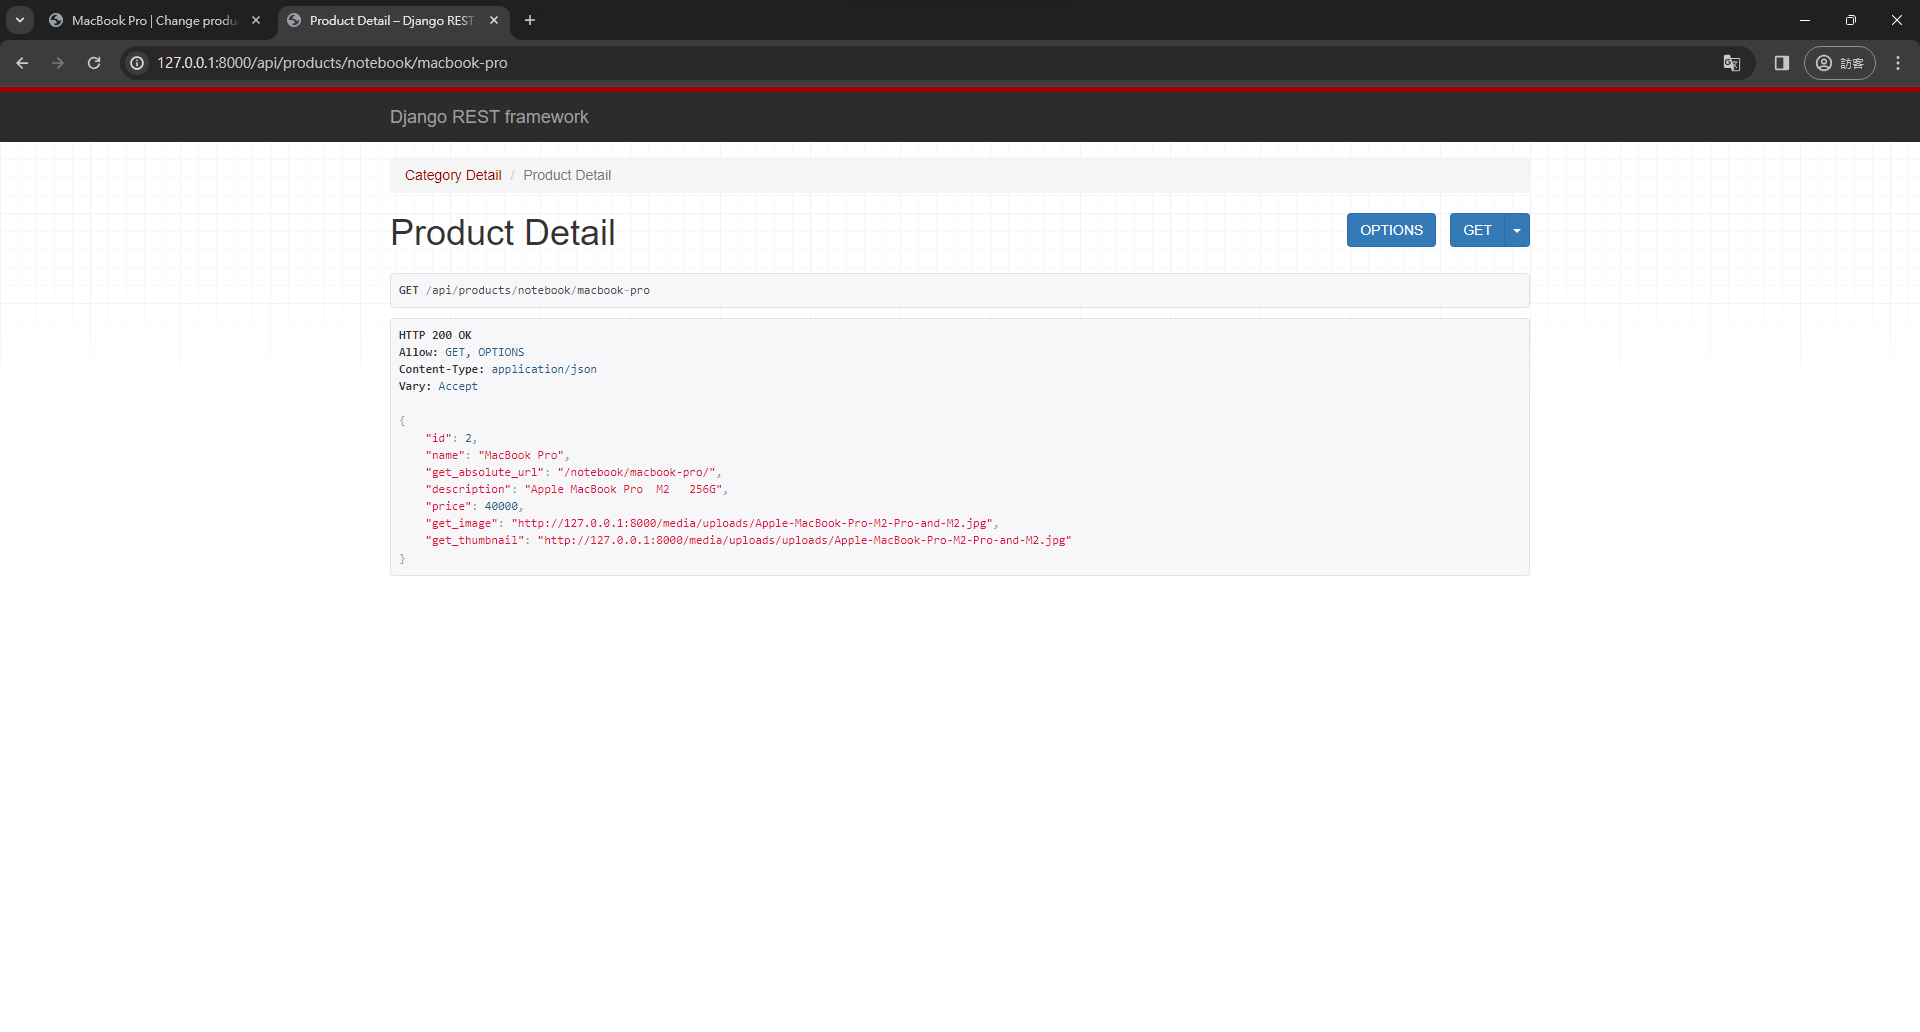 MacBook Pro | Change produ
Product Detail – Django REST
127.0.0.1:8000/api/products/notebook/macbook-pro
訪客
Django REST framework
Category Detail / Product Detail
Product Detail
OPTIONS
GET
GET /api/products/notebook/macbook-pro
HTTP 200 OK
Allow: GET, OPTIONS
Content-Type: application/json
Vary: Accept
{
"id": 2,
"name": "MacBook Pro",
"get_absolute_url": "/notebook/macbook-pro/",
"description": "Apple MacBook Pro  M2   256G",
"price": 40000,
"get_image": "http://127.0.0.1:8000/media/uploads/Apple-MacBook-Pro-M2-Pro-and-M2.jpg",
"get_thumbnail": "http://127.0.0.1:8000/media/uploads/uploads/Apple-MacBook-Pro-M2-Pro-and-M2.jpg"
}